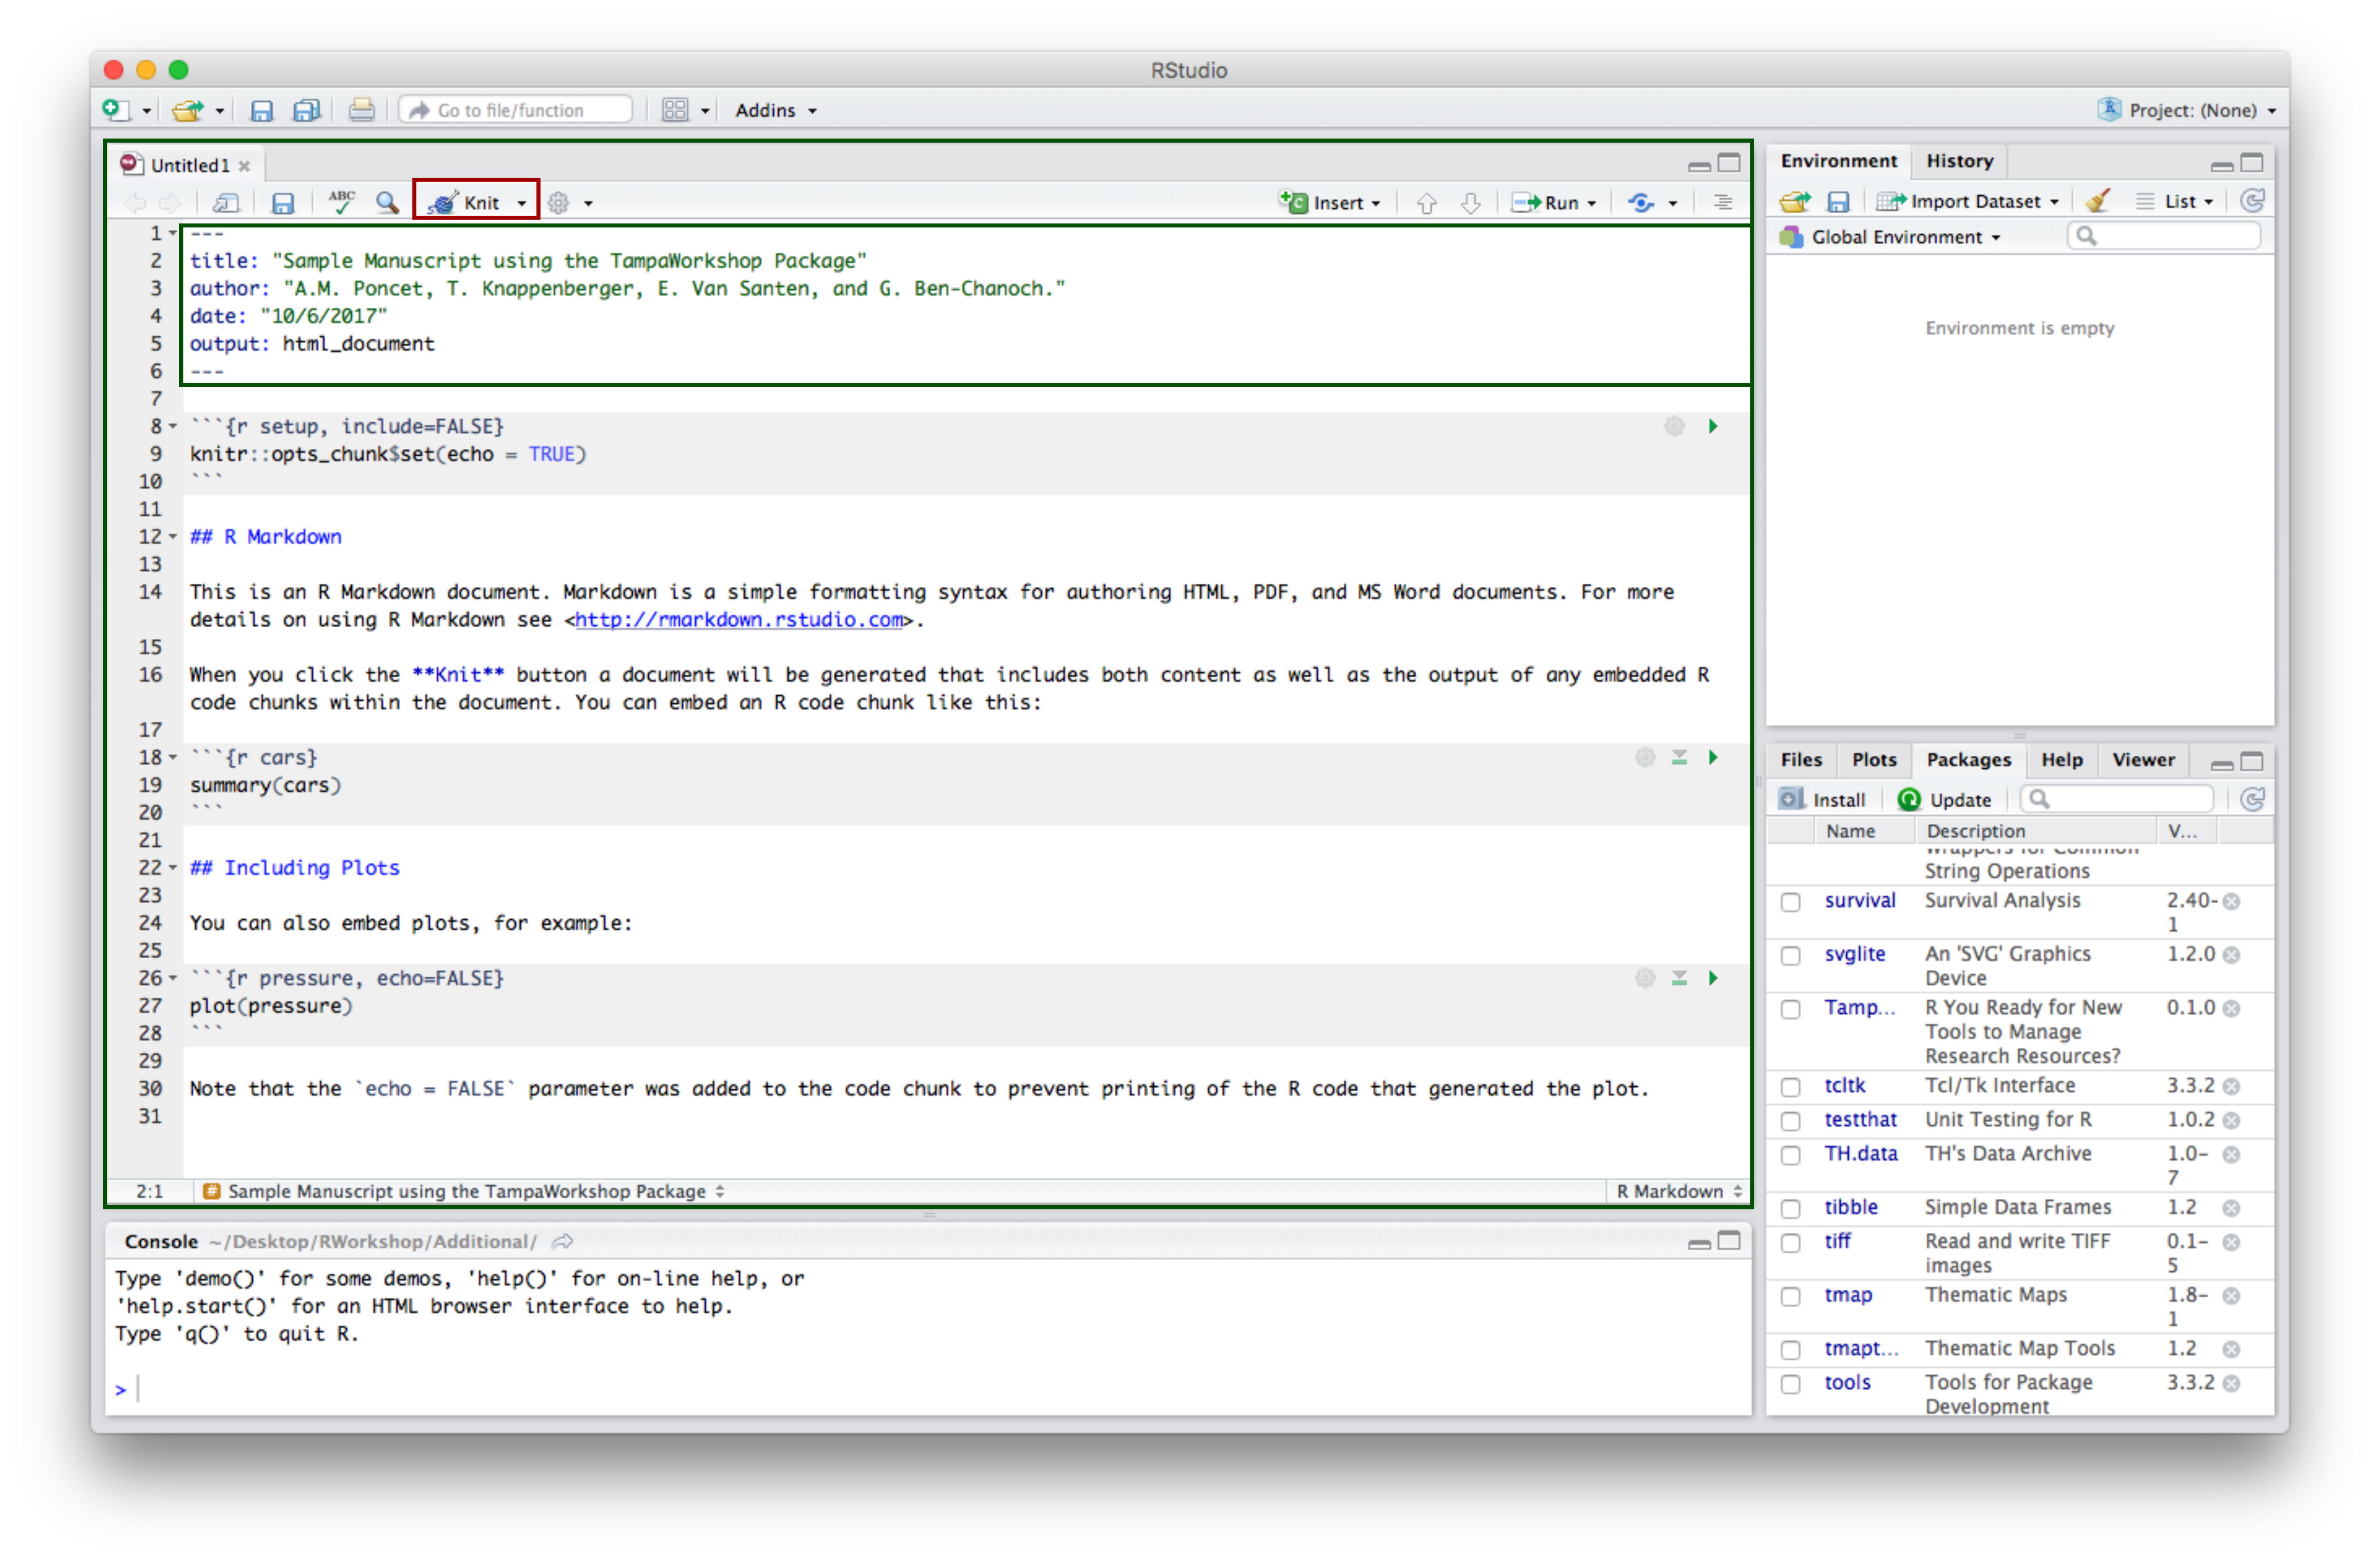 RStudio
Go to file/function
Addins
Project: (None)
Untitled1
ABC
Knit
Insert
Run
1 ---
2 title: "Sample Manuscript using the TampaWorkshop Package"
3 author: "A.M. Poncet, T. Knappenberger, E. Van Santen, and G. Ben-Chanoch."
4 date: "10/6/2017"
5 output: html_document
6 ---
7
8 ```{r setup, include=FALSE}
9 knitr::opts_chunk$set(echo = TRUE)
10 ```
11
12 ## R Markdown
13
14 This is an R Markdown document. Markdown is a simple formatting syntax for authoring HTML, PDF, and MS Word documents. For more
details on using R Markdown see <http://rmarkdown.rstudio.com>.
15
16 When you click the **Knit** button a document will be generated that includes both content as well as the output of any embedded R
code chunks within the document. You can embed an R code chunk like this:
17
18 ```{r cars}
19 summary(cars)
20 ```
21
22 ## Including Plots
23
24 You can also embed plots, for example:
25
26 ```{r pressure, echo=FALSE}
27 plot(pressure)
28 ```
29
30 Note that the `echo = FALSE` parameter was added to the code chunk to prevent printing of the R code that generated the plot.
31
2:1 # Sample Manuscript using the TampaWorkshop Package
R Markdown
Console ~/Desktop/RWorkshop/Additional/
Type 'demo()' for some demos, 'help()' for on-line help, or
'help.start()' for an HTML browser interface to help.
Type 'q()' to quit R.
>
Environment History
Import Dataset
List
Global Environment
Environment is empty
Files Plots Packages Help Viewer
Install Update
Name Description V...
Wrappers for Common
String Operations
survival Survival Analysis 2.40-
1
svglite An 'SVG' Graphics 1.2.0
Device
Tamp... R You Ready for New 0.1.0
Tools to Manage
Research Resources?
tcltk Tcl/Tk Interface 3.3.2
testthat Unit Testing for R 1.0.2
TH.data TH's Data Archive 1.0-
7
tibble Simple Data Frames 1.2
tiff Read and write TIFF 0.1-
images 5
tmap Thematic Maps 1.8-
1
tmapt... Thematic Map Tools 1.2
tools Tools for Package 3.3.2
Development